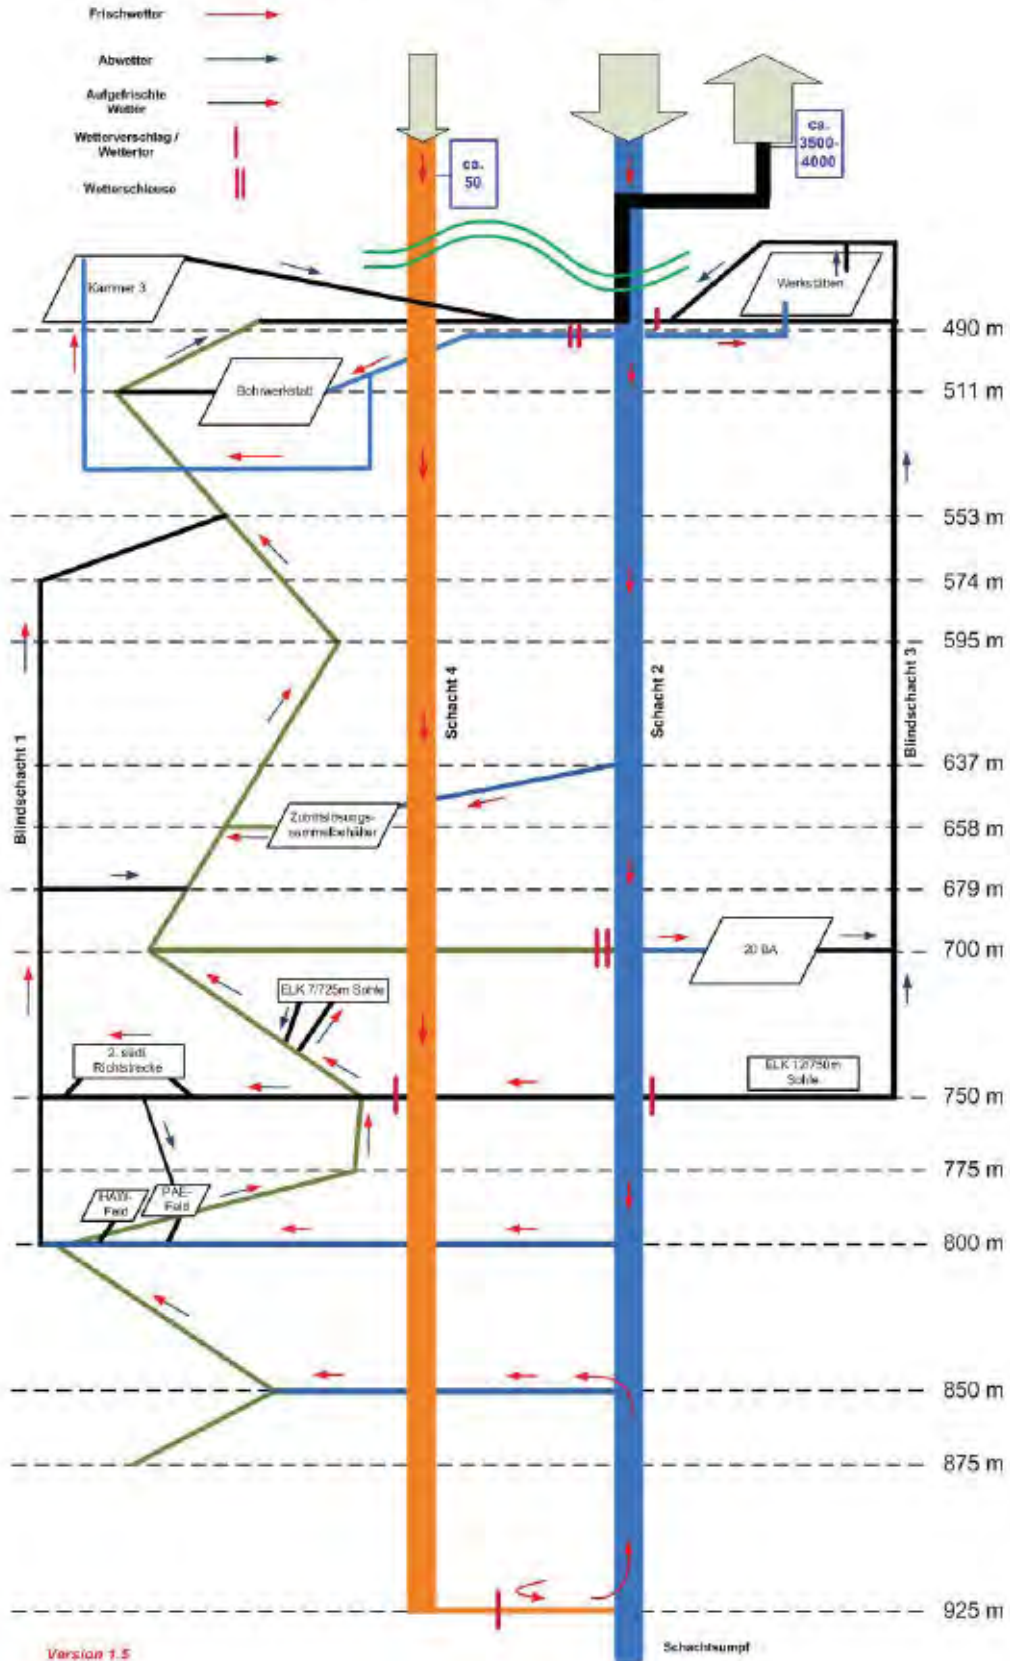 Frischwetter
Abwetter
Aufgefrischte
Wetter
Wetterverschlag /
Wettertor
Wetterschleuse
ca.
50
ca.
3500-
4000
Kammer 3
Werkstätten
490 m
Bohrwerkstatt
511 m
553 m
574 m
595 m
Schacht 4
Schacht 2
Blindschacht 3
Blindschacht 1
637 m
Zutrittslösungs-
sammelbehälter
658 m
679 m
700 m
20 BA
ELK 7/725m Sohle
2. südl.
Richtstrecke
ELK 12/750m
Sohle
750 m
775 m
HAW-
Feld
PAE-
Feld
800 m
850 m
875 m
925 m
Version 1.5
Schachtsumpf